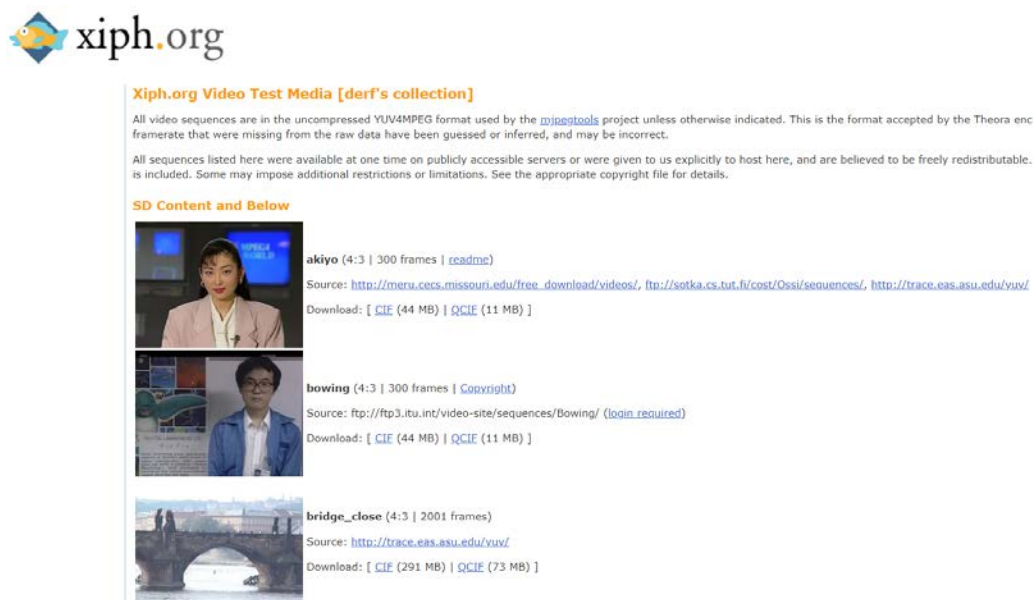 xiph.org
Xiph.org Video Test Media [derf's collection]
All video sequences are in the uncompressed YUV4MPEG format used by the mjpegtools project unless otherwise indicated. This is the format accepted by the Theora enc
framerate that were missing from the raw data have been guessed or inferred, and may be incorrect.
All sequences listed here were available at one time on publicly accessible servers or were given to us explicitly to host here, and are believed to be freely redistributable.
is included. Some may impose additional restrictions or limitations. See the appropriate copyright file for details.
SD Content and Below
MPEG4
WORLD
akiyo (4:3 | 300 frames | readme)
Source: http://meru.cecs.missouri.edu/free_download/videos/, ftp://sotka.cs.tut.fi/cost/Ossi/sequences/, http://trace.eas.asu.edu/yuv/
Download: [ CIF (44 MB) | QCIF (11 MB) ]
bowing (4:3 | 300 frames | Copyright)
Source: ftp://ftp3.itu.int/video-site/sequences/Bowing/ (login required)
Download: [ CIF (44 MB) | QCIF (11 MB) ]
bridge_close (4:3 | 2001 frames)
Source: http://trace.eas.asu.edu/yuv/
Download: [ CIF (291 MB) | QCIF (73 MB) ]